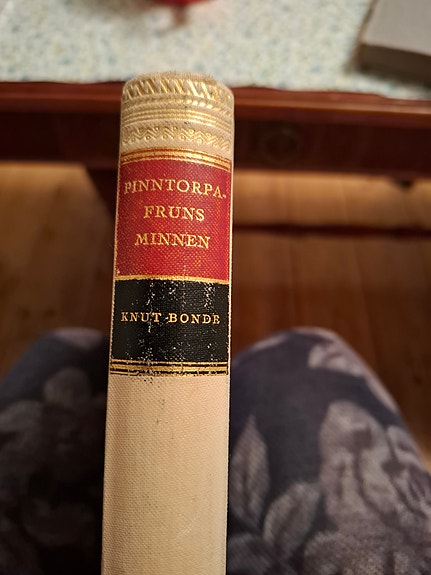 PINNTORPA-
FRUNS
MINNEN
KNUT BONDE